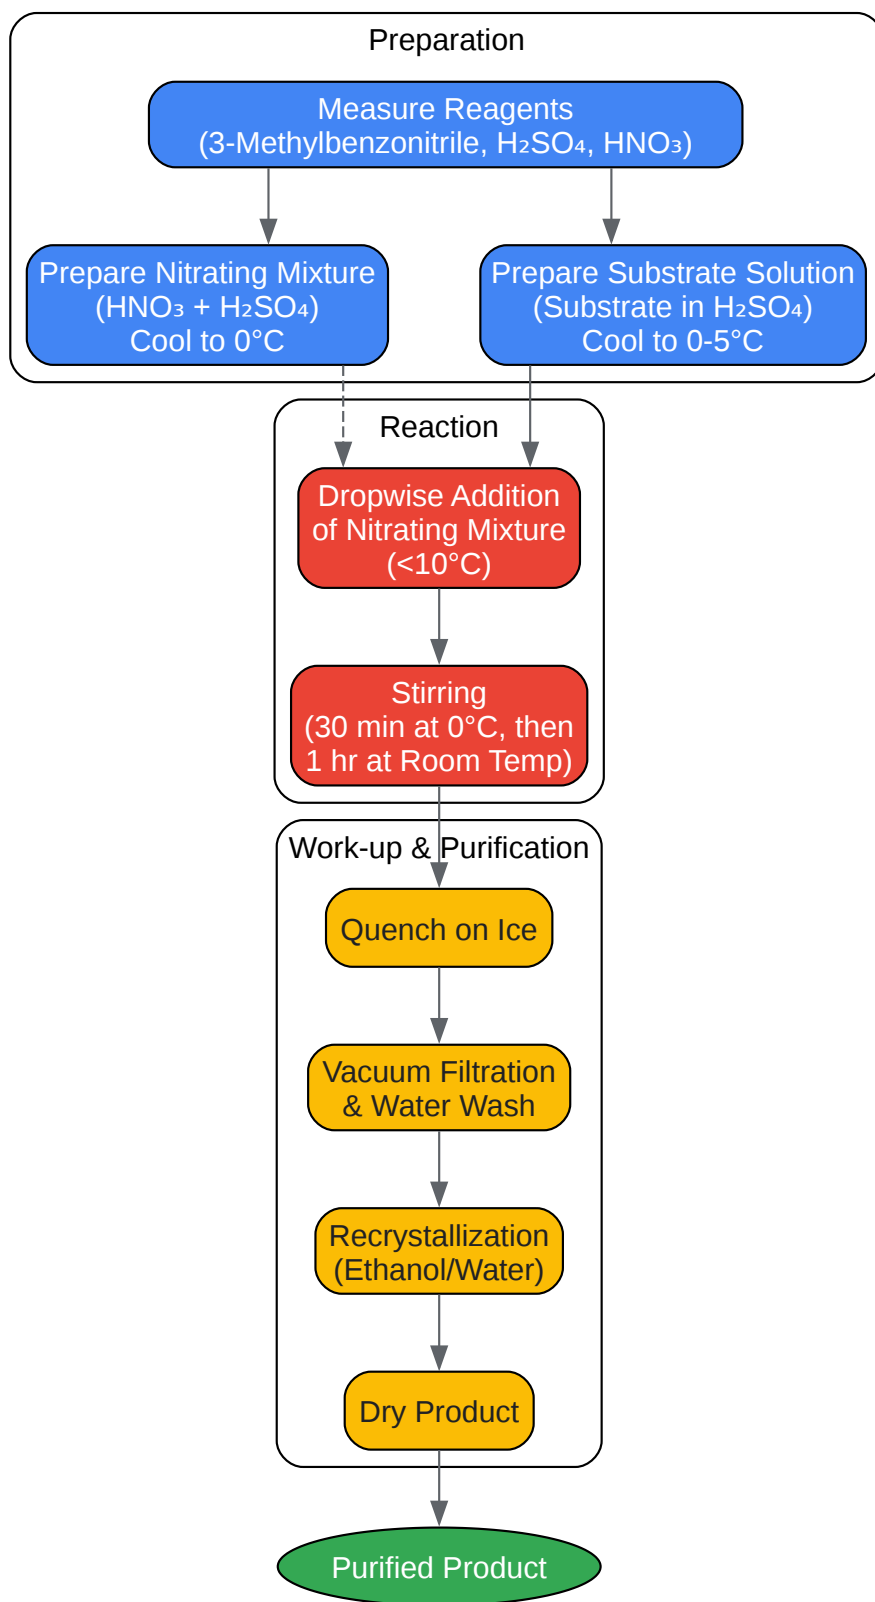 Preparation
Measure Reagents
(3-Methylbenzonitrile, H₂SO₄, HNO₃)
Prepare Nitrating Mixture
(HNO₃ + H₂SO₄)
Cool to 0°C
Prepare Substrate Solution
(Substrate in H₂SO₄)
Cool to 0-5°C
Reaction
Dropwise Addition
of Nitrating Mixture
(<10°C)
Stirring
(30 min at 0°C, then
1 hr at Room Temp)
Work-up & Purification
Quench on Ice
Vacuum Filtration
& Water Wash
Recrystallization
(Ethanol/Water)
Dry Product
Purified Product